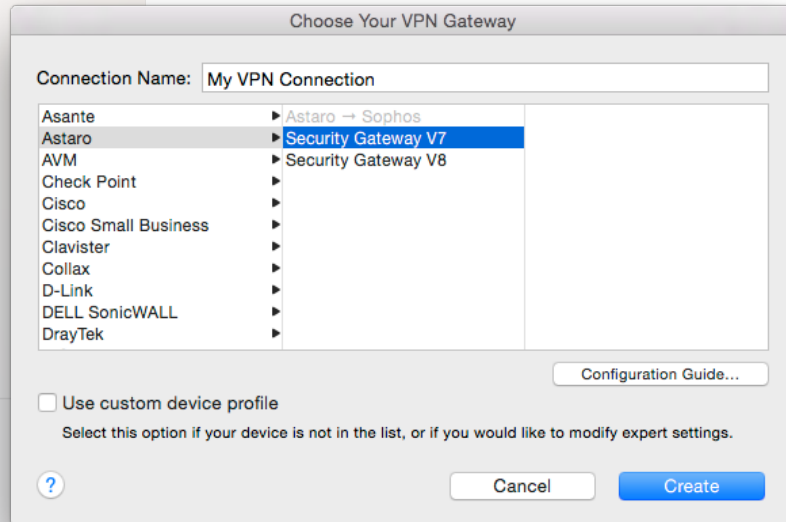 Choose Your VPN Gateway
Connection Name: My VPN Connection
Asante
Astaro
AVM
Check Point
Cisco
Cisco Small Business
Clavister
Collax
D-Link
DELL SonicWALL
DrayTek
Astaro → Sophos
Security Gateway V7
Security Gateway V8
Configuration Guide...
Use custom device profile
Select this option if your device is not in the list, or if you would like to modify expert settings.
?
Cancel
Create